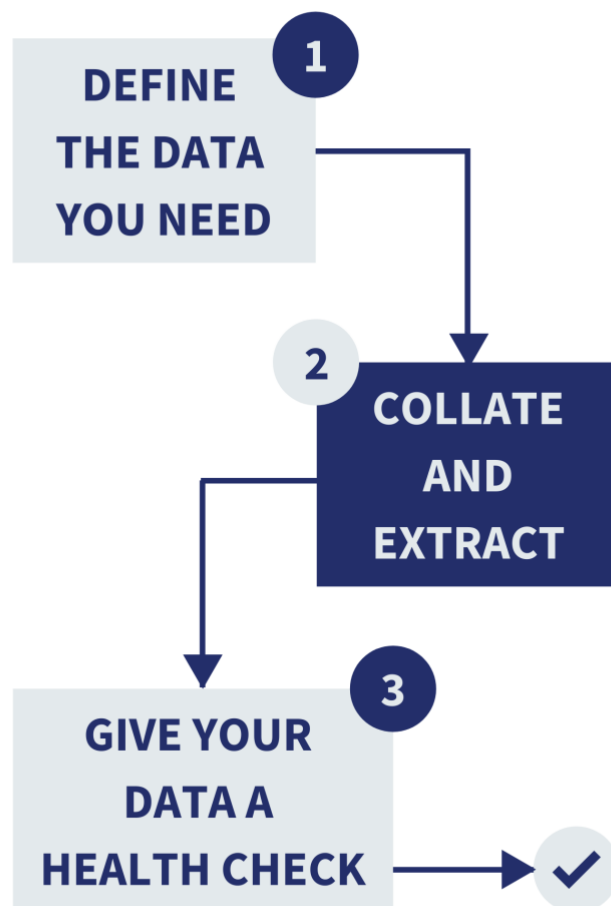 1
DEFINE
THE DATA
YOU NEED
2
COLLATE
AND
EXTRACT
3
GIVE YOUR
DATA A
HEALTH CHECK